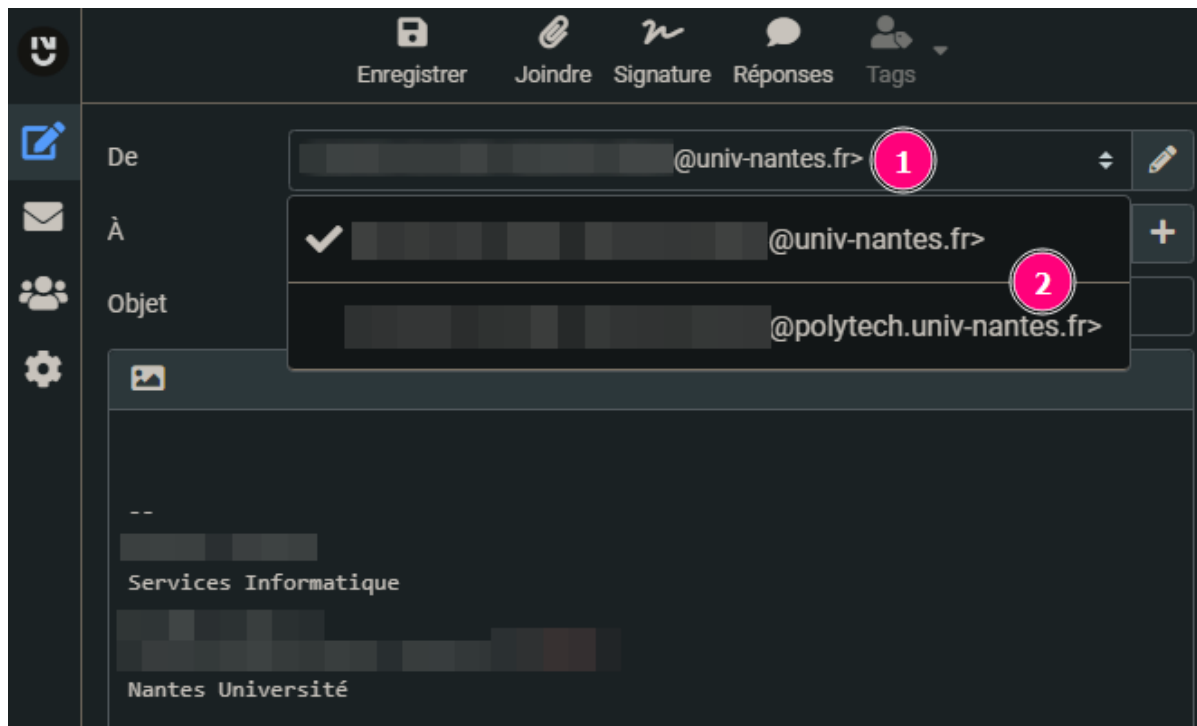 Enregistrer Joindre Signature Réponses Tags
De @univ-nantes.fr> 1
À @univ-nantes.fr>
2
Objet @polytech.univ-nantes.fr>
--
Services Informatique
Nantes Université